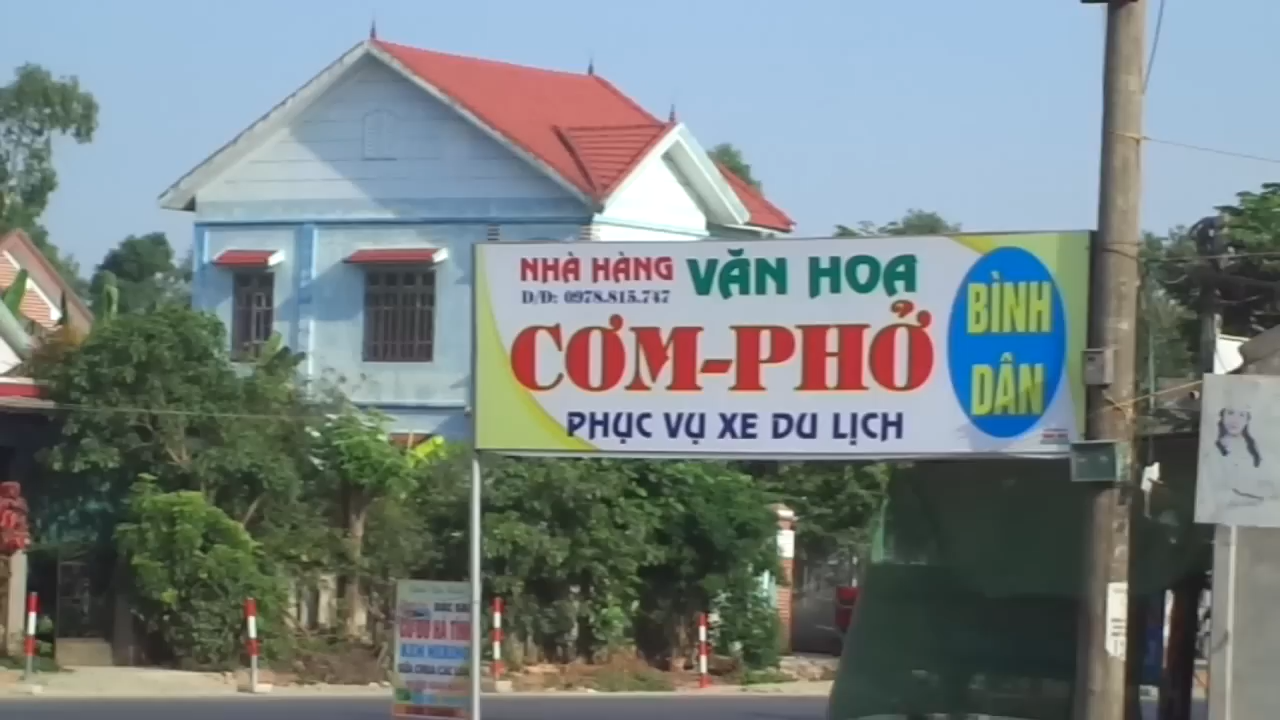 NHÀ HÀNG VĂN HOA
D/Đ: 0978.815.747
CƠM-PHỞ
PHỤC VỤ XE DU LỊCH
BÌNH
DÂN